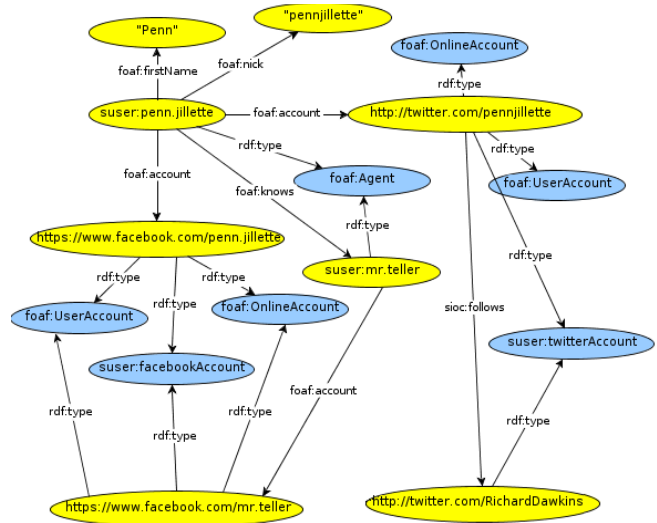 "Penn"
"pennjillette"
foaf:OnlineAccount
foaf:firstName
foaf:nick
rdf:type
suser:penn.jillette
foaf:account
http://twitter.com/pennjillette
rdf:type
rdf:type
foaf:account
foaf:Agent
foaf:UserAccount
foaf:knows
rdf:type
https://www.facebook.com/penn.jillette
rdf:type
suser:mr.teller
rdf:type
rdf:type
rdf:type
foaf:UserAccount
foaf:OnlineAccount
sioc:follows
suser:twitterAccount
suser:facebookAccount
foaf:account
rdf:type
rdf:type
rdf:type
rdf:type
https://www.facebook.com/mr.teller
http://twitter.com/RichardDawkins